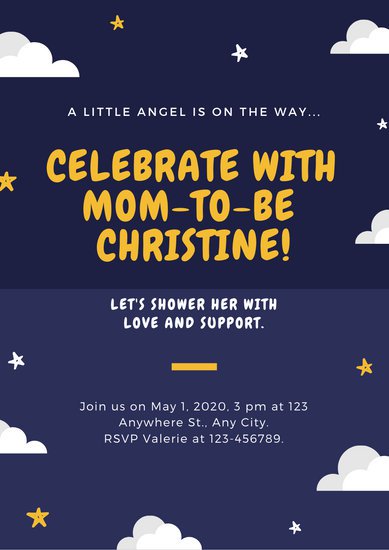 A LITTLE ANGEL IS ON THE WAY...
CELEBRATE WITH
MOM-TO-BE
CHRISTINE!
LET'S SHOWER HER WITH
LOVE AND SUPPORT.
Join us on May 1, 2020, 3 pm at 123
Anywhere St., Any City.
RSVP Valerie at 123-456789.